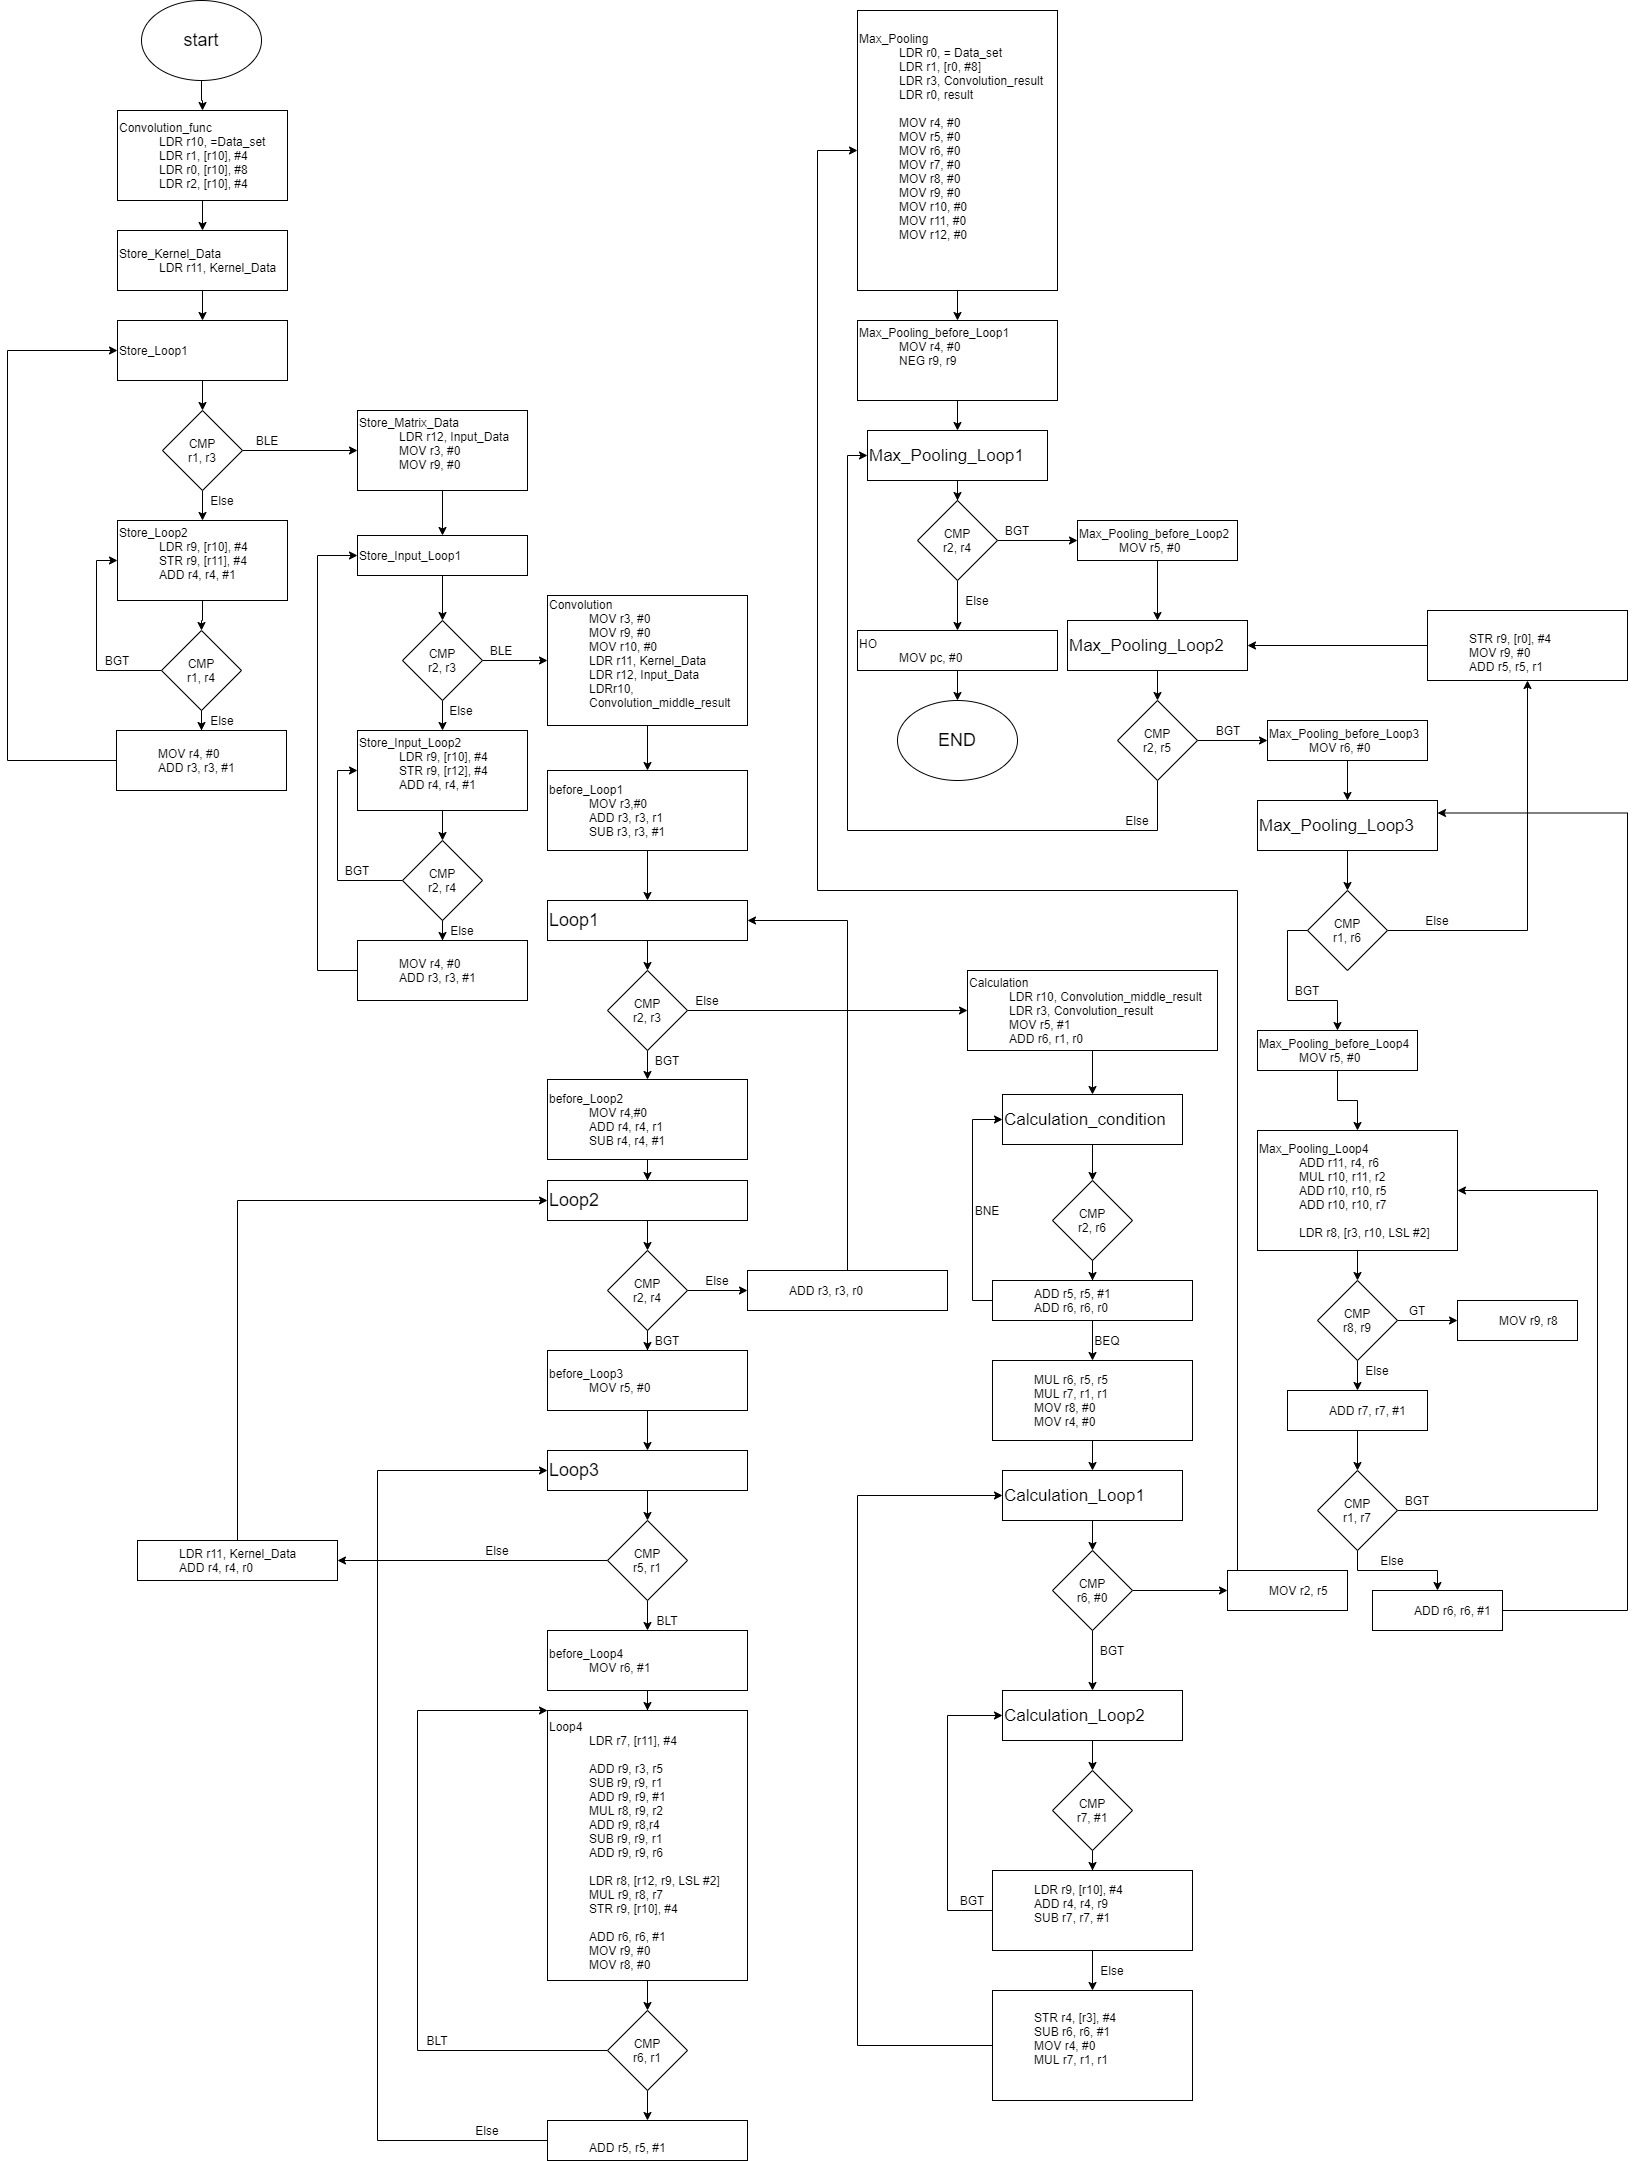 start
Convolution_func
LDR r10, =Data_set
LDR r1, [r10], #4
LDR r0, [r10], #8
LDR r2, [r10], #4
Store_Kernel_Data
LDR r11, Kernel_Data
Store_Loop1
CMP
r1, r3
BLE
Else
Store_Loop2
LDR r9, [r10], #4
STR r9, [r11], #4
ADD r4, r4, #1
BGT
CMP
r1, r4
Else
MOV r4, #0
ADD r3, r3, #1
Store_Matrix_Data
LDR r12, Input_Data
MOV r3, #0
MOV r9, #0
Store_Input_Loop1
CMP
r2, r3
BLE
Else
Store_Input_Loop2
LDR r9, [r10], #4
STR r9, [r12], #4
ADD r4, r4, #1
BGT
CMP
r2, r4
Else
MOV r4, #0
ADD r3, r3, #1
Convolution
MOV r3, #0
MOV r9, #0
MOV r10, #0
LDR r11, Kernel_Data
LDR r12, Input_Data
LDRr10,
Convolution_middle_result
before_Loop1
MOV r3,#0
ADD r3, r3, r1
SUB r3, r3, #1
Loop1
CMP
r2, r3
Else
BGT
before_Loop2
MOV r4,#0
ADD r4, r4, r1
SUB r4, r4, #1
Loop2
CMP
r2, r4
Else
ADD r3, r3, r0
BGT
before_Loop3
MOV r5, #0
Loop3
CMP
r5, r1
Else
LDR r11, Kernel_Data
ADD r4, r4, r0
BLT
before_Loop4
MOV r6, #1
Loop4
LDR r7, [r11], #4
ADD r9, r3, r5
SUB r9, r9, r1
ADD r9, r9, #1
MUL r8, r9, r2
ADD r9, r8,r4
SUB r9, r9, r1
ADD r9, r9, r6
LDR r8, [r12, r9, LSL #2]
MUL r9, r8, r7
STR r9, [r10], #4
ADD r6, r6, #1
MOV r9, #0
MOV r8, #0
BLT
CMP
r6, r1
Else
ADD r5, r5, #1
Calculation
LDR r10, Convolution_middle_result
LDR r3, Convolution_result
MOV r5, #1
ADD r6, r1, r0
Calculation_condition
BNE
CMP
r2, r6
ADD r5, r5, #1
ADD r6, r6, r0
BEQ
MUL r6, r5, r5
MUL r7, r1, r1
MOV r8, #0
MOV r4, #0
Calculation_Loop1
CMP
r6, #0
MOV r2, r5
BGT
Calculation_Loop2
CMP
r7, #1
BGT
LDR r9, [r10], #4
ADD r4, r4, r9
SUB r7, r7, #1
Else
STR r4, [r3], #4
SUB r6, r6, #1
MOV r4, #0
MUL r7, r1, r1
Max_Pooling
LDR r0, = Data_set
LDR r1, [r0, #8]
LDR r3, Convolution_result
LDR r0, result
MOV r4, #0
MOV r5, #0
MOV r6, #0
MOV r7, #0
MOV r8, #0
MOV r9, #0
MOV r10, #0
MOV r11, #0
MOV r12, #0
Max_Pooling_before_Loop1
MOV r4, #0
NEG r9, r9
Max_Pooling_Loop1
CMP
r2, r4
BGT
Else
HO
MOV pc, #0
END
Max_Pooling_before_Loop2
MOV r5, #0
Max_Pooling_Loop2
CMP
r2, r5
BGT
Else
Max_Pooling_before_Loop3
MOV r6, #0
STR r9, [r0], #4
MOV r9, #0
ADD r5, r5, r1
Max_Pooling_Loop3
CMP
r1, r6
Else
BGT
Max_Pooling_before_Loop4
MOV r5, #0
Max_Pooling_Loop4
ADD r11, r4, r6
MUL r10, r11, r2
ADD r10, r10, r5
ADD r10, r10, r7
LDR r8, [r3, r10, LSL #2]
CMP
r8, r9
GT
MOV r9, r8
Else
ADD r7, r7, #1
CMP
r1, r7
BGT
Else
ADD r6, r6, #1